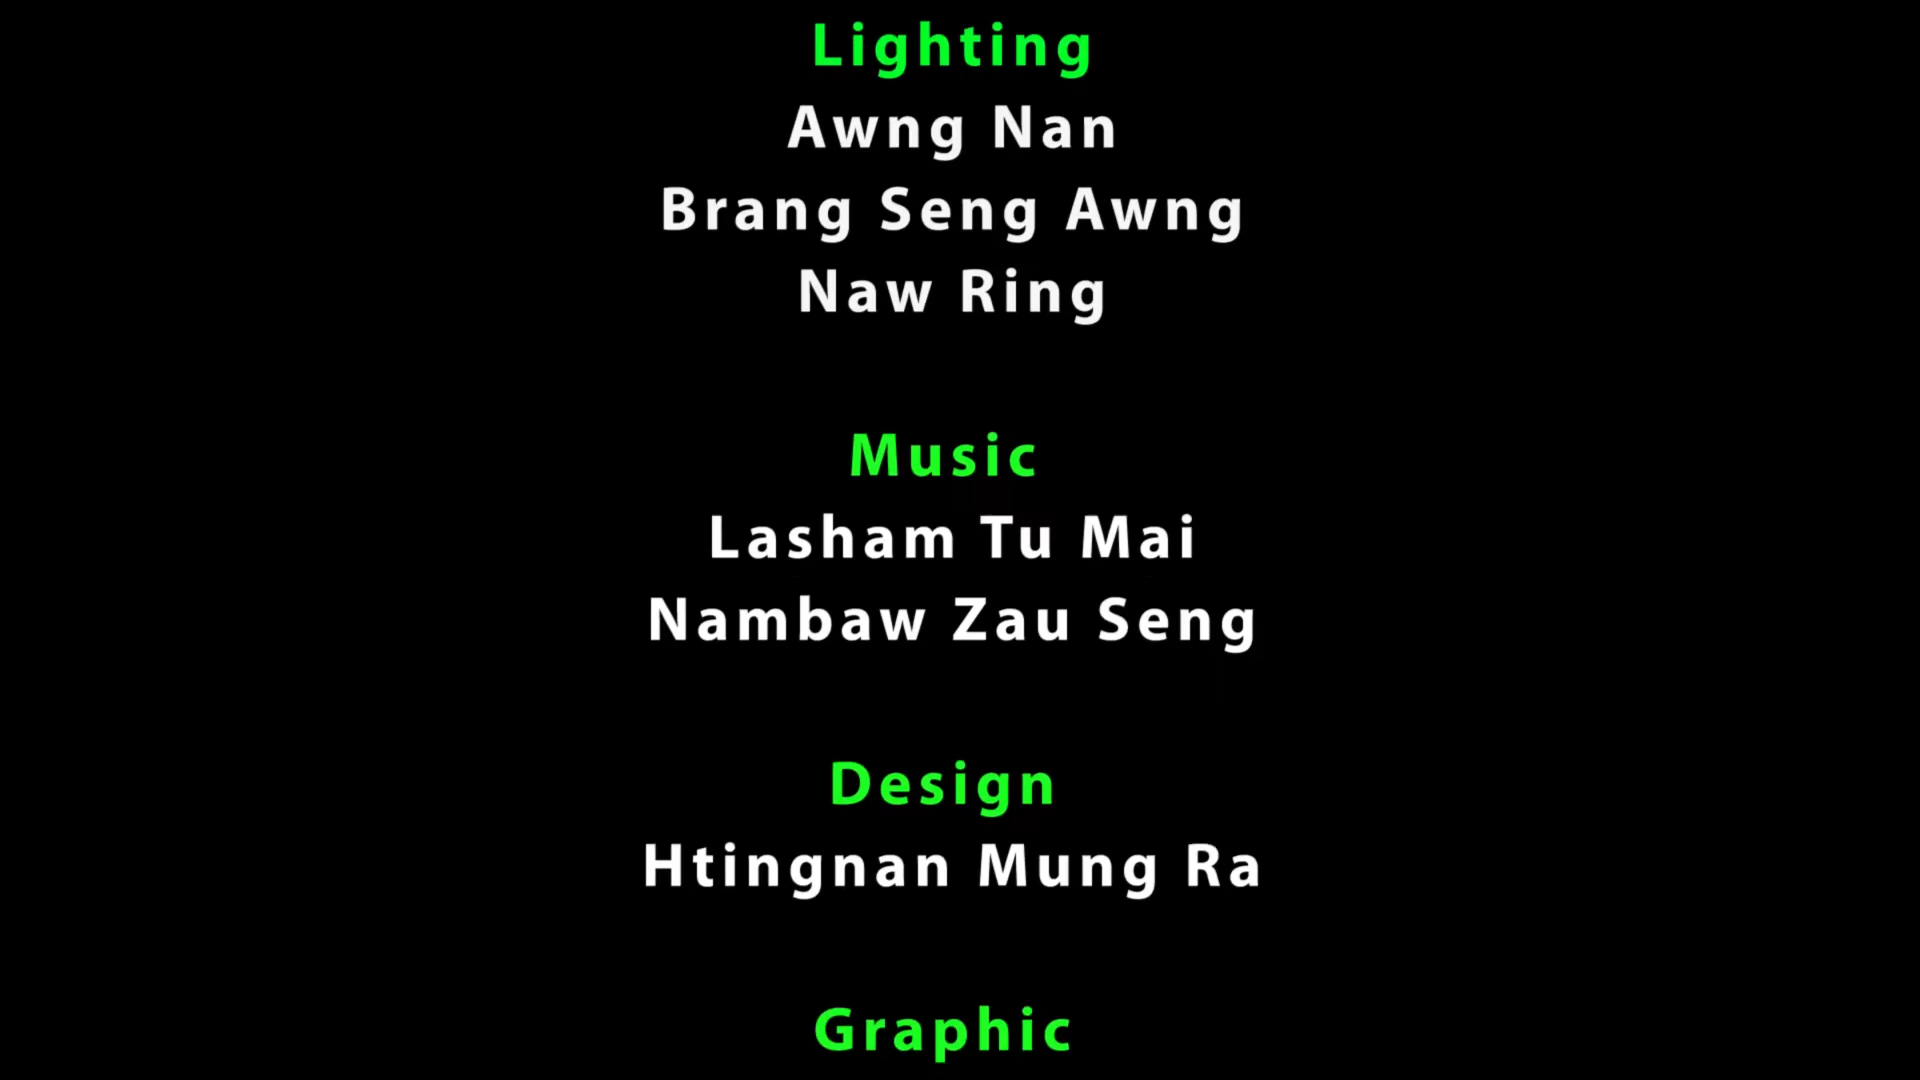 Lighting
Awng Nan
Brang Seng Awng
Naw Ring
Music
Lasham Tu Mai
Nambaw Zau Seng
Design
Htingnan Mung Ra
Graphic